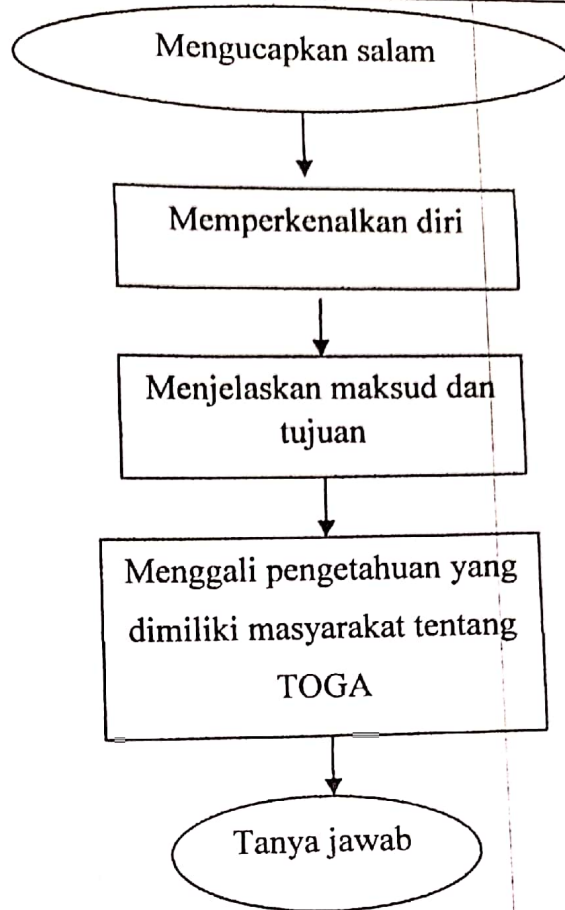 Mengucapkan salam
Memperkenalkan diri
Menjelaskan maksud dan
tujuan
Menggali pengetahuan yang
dimiliki masyarakat tentang
TOGA
Tanya jawab